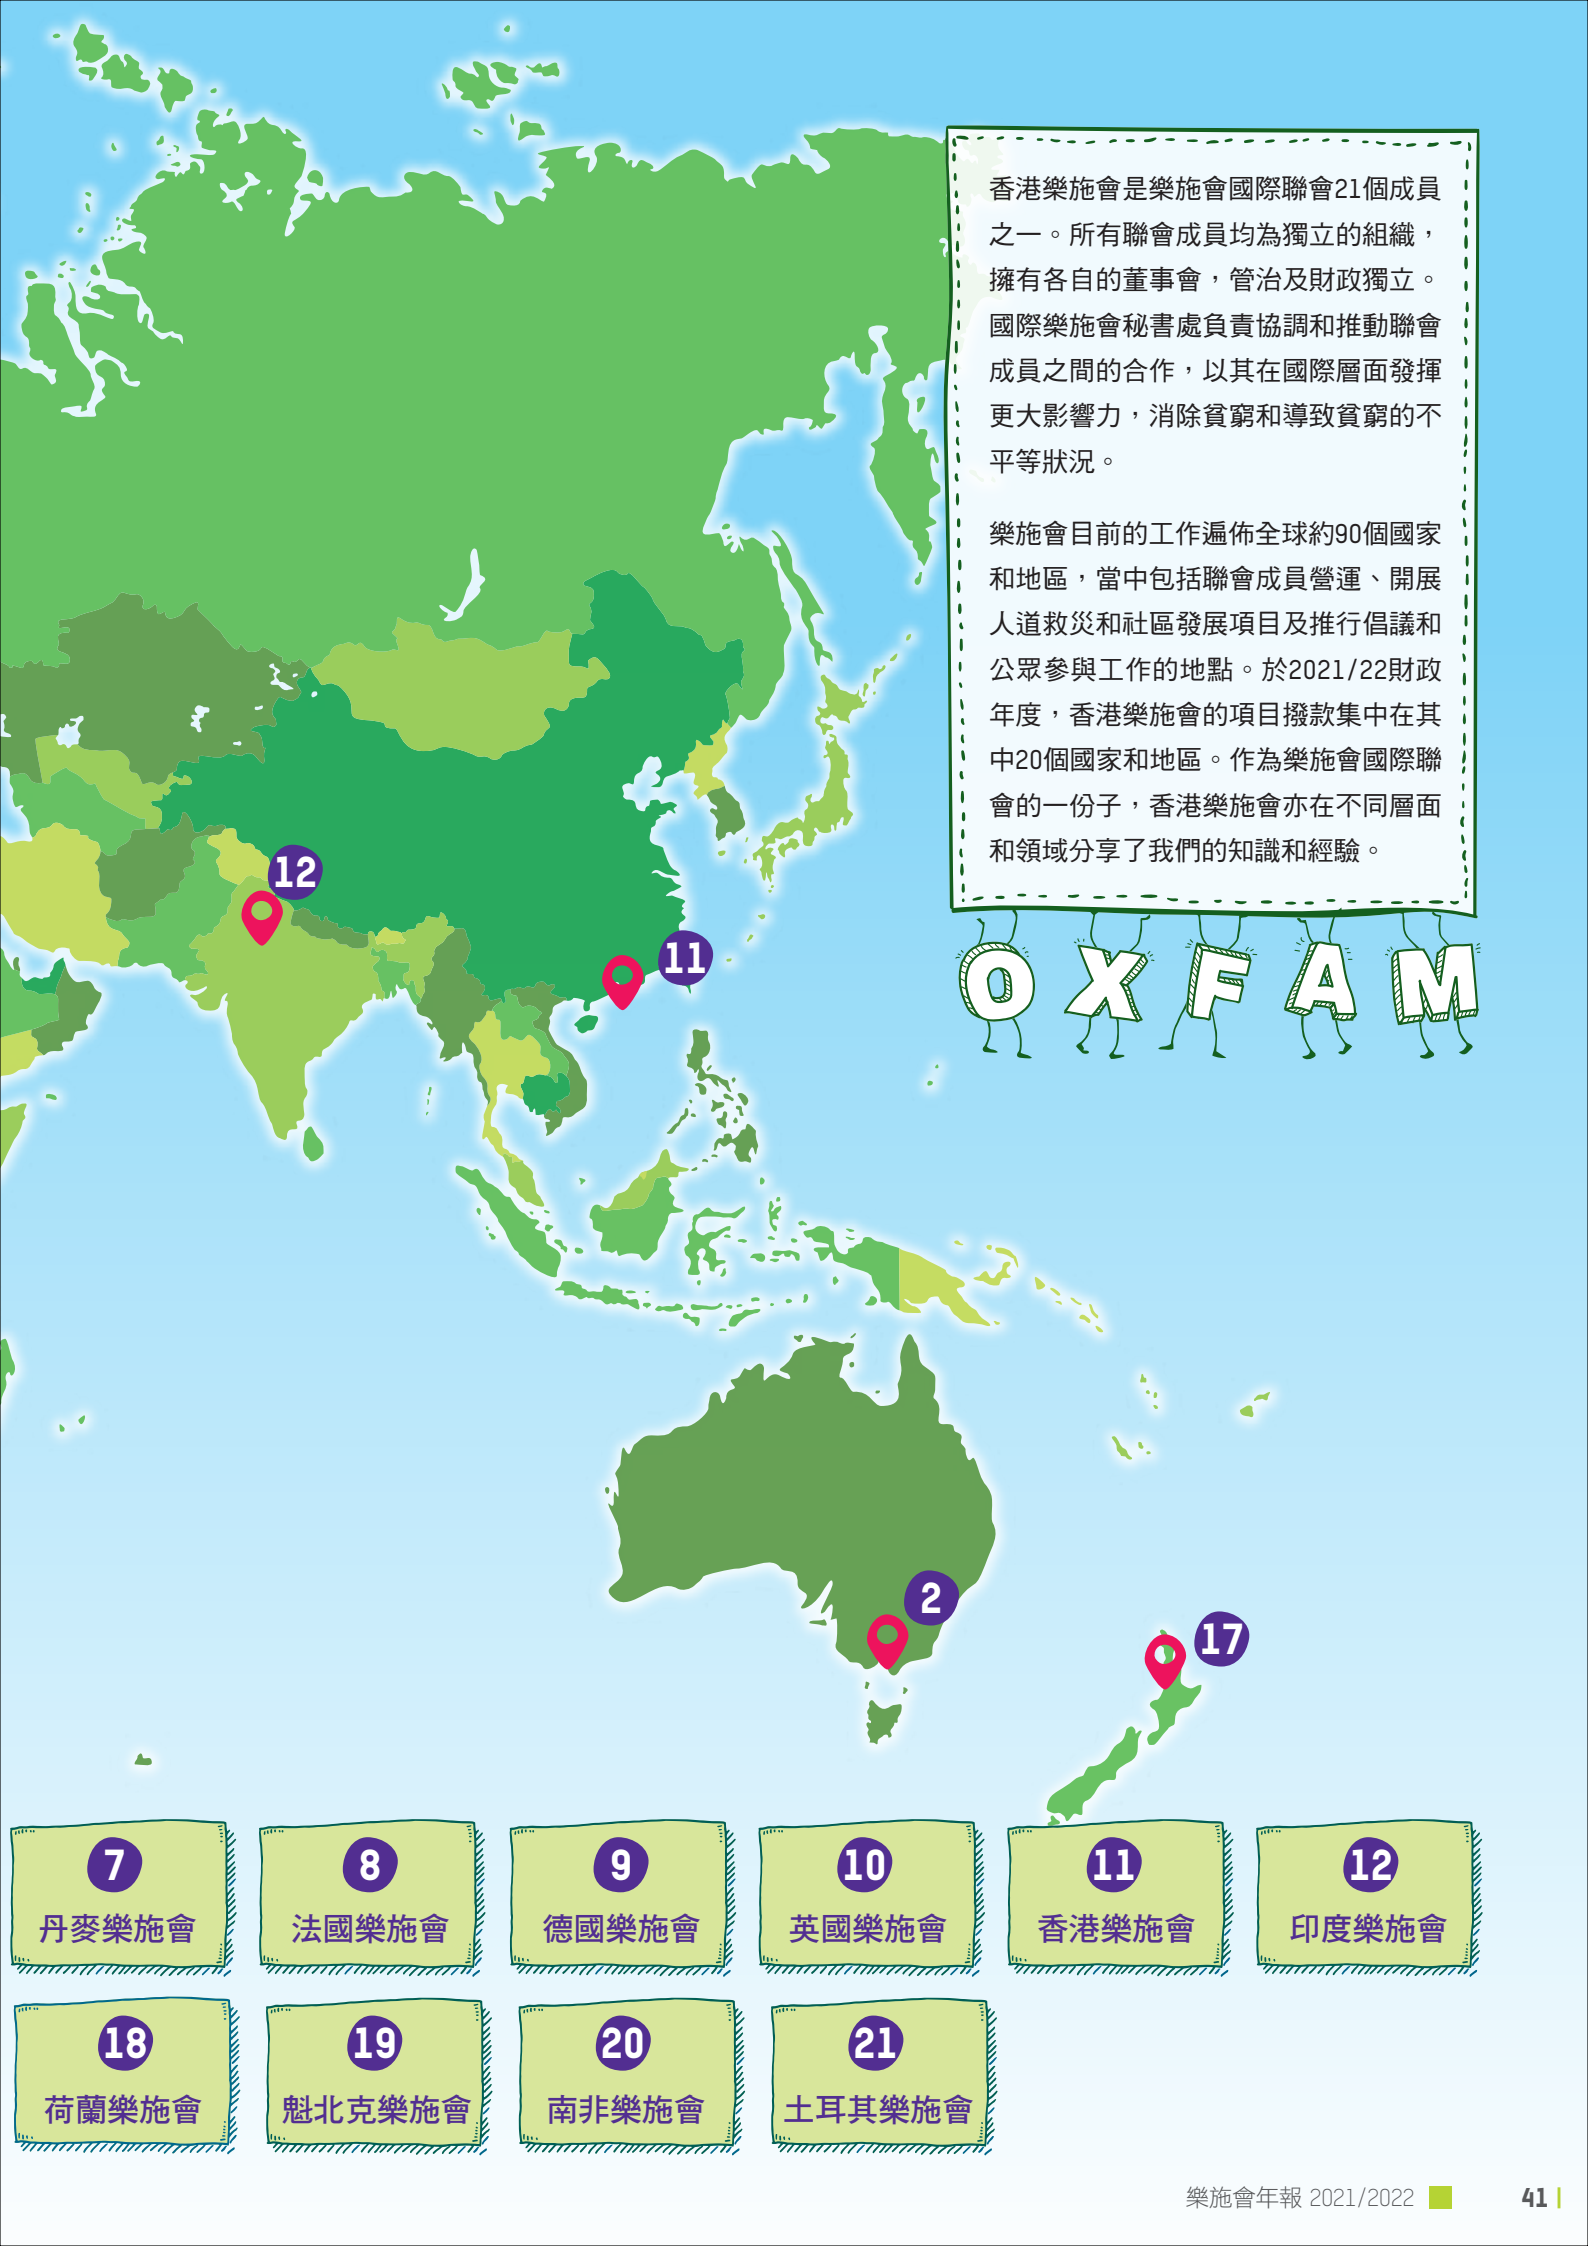 香港樂施會是樂施會國際聯會21個成員
之一。所有聯會成員均為獨立的組織，
擁有各自的董事會，管治及財政獨立。
國際樂施會秘書處負責協調和推動聯會
成員之間的合作，以其在國際層面發揮
更大影響力，消除貧窮和導致貧窮的不
平等狀況。
樂施會目前的工作遍佈全球約90個國家
和地區，當中包括聯會成員營運、開展
人道救災和社區發展項目及推行倡議和
公眾參與工作的地點。於2021/22財政
年度，香港樂施會的項目撥款集中在其
中20個國家和地區。作為樂施會國際聯
會的一份子，香港樂施會亦在不同層面
和領域分享了我們的知識和經驗。
OXFAM
12
11
2
17
7
丹麥樂施會
8
法國樂施會
9
德國樂施會
10
英國樂施會
11
香港樂施會
12
印度樂施會
18
荷蘭樂施會
19
魁北克樂施會
20
南非樂施會
21
土耳其樂施會
樂施會年報 2021/2022
41